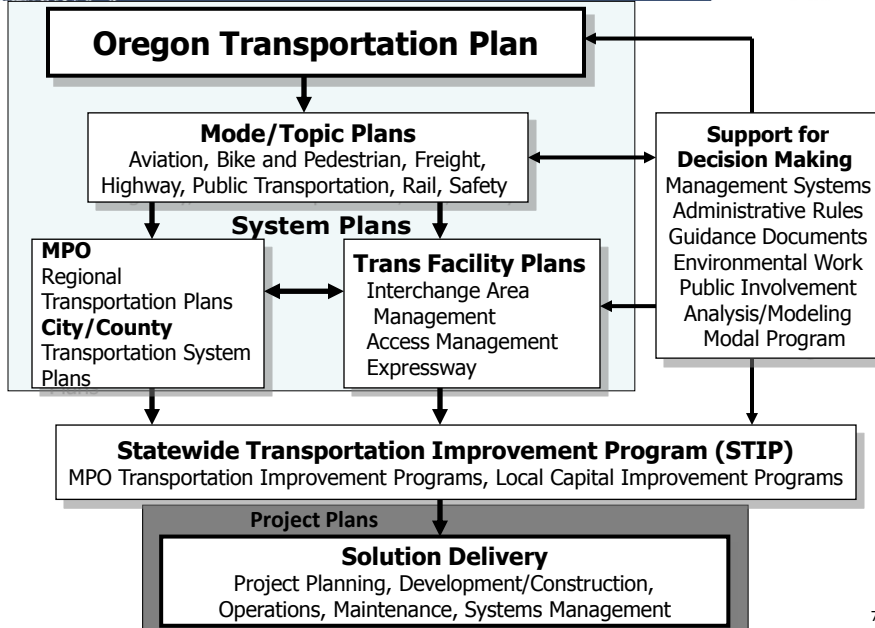 Oregon Transportation Plan
Mode/Topic Plans
Aviation, Bike and Pedestrian, Freight,
Highway, Public Transportation, Rail, Safety
Support for
Decision Making
Management Systems
Administrative Rules
Guidance Documents
Environmental Work
Public Involvement
Analysis/Modeling
Modal Program
System Plans
MPO
Regional
Transportation Plans
City/County
Transportation System
Plans
Trans Facility Plans
Interchange Area
Management
Access Management
Expressway
Statewide Transportation Improvement Program (STIP)
MPO Transportation Improvement Programs, Local Capital Improvement Programs
Project Plans
Solution Delivery
Project Planning, Development/Construction,
Operations, Maintenance, Systems Management
7